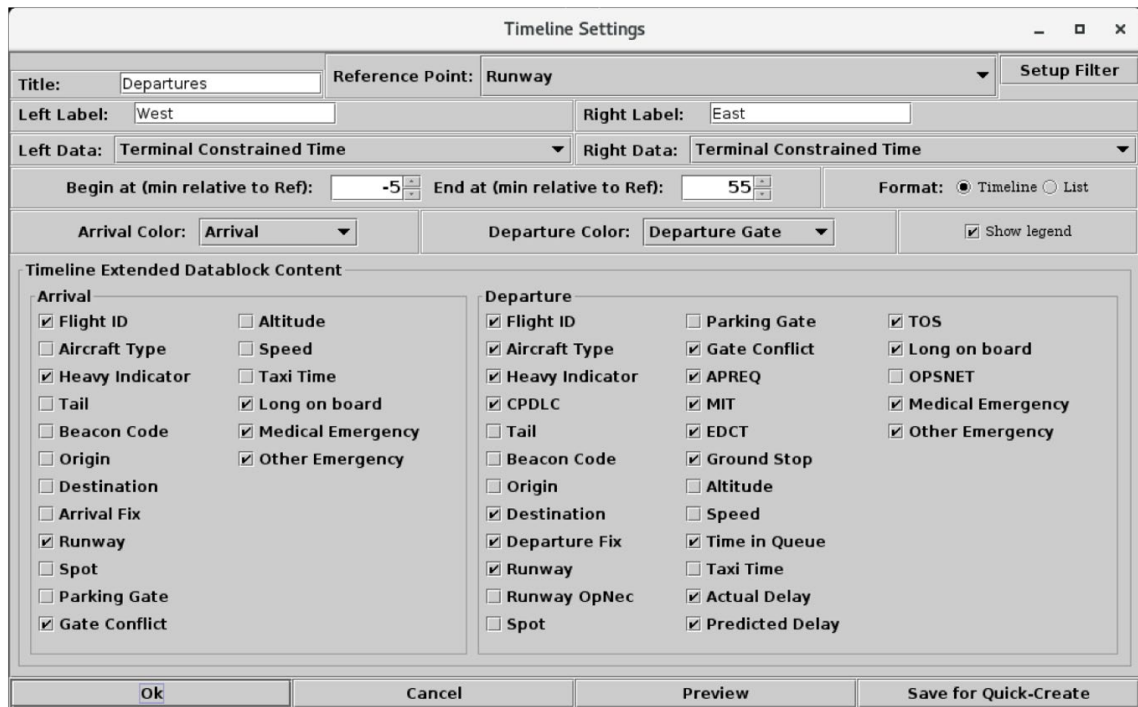 Timeline Settings
Title: Departures Reference Point: Runway Setup Filter
Left Label: West Right Label: East
Left Data: Terminal Constrained Time Right Data: Terminal Constrained Time
Begin at (min relative to Ref): -5 End at (min relative to Ref): 55 Format: Timeline List
Arrival Color: Arrival Departure Color: Departure Gate Show legend
Timeline Extended Datablock Content
Arrival
Flight ID Altitude
Aircraft Type Speed
Heavy Indicator Taxi Time
Tail Long on board
Beacon Code Medical Emergency
Origin Other Emergency
Destination
Arrival Fix
Runway
Spot
Parking Gate
Gate Conflict
Departure
Flight ID Parking Gate TOS
Aircraft Type Gate Conflict Long on board
Heavy Indicator APREQ OPSNET
CPDLC MIT Medical Emergency
Tail EDCT Other Emergency
Beacon Code Ground Stop
Origin Altitude
Destination Speed
Departure Fix Time in Queue
Runway Taxi Time
Runway OpNec Actual Delay
Spot Predicted Delay
Ok Cancel Preview Save for Quick-Create